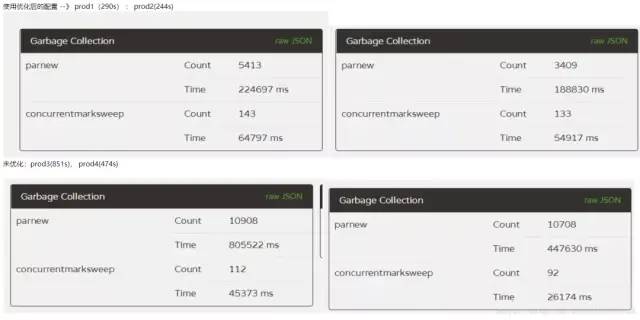 使用优化后的配置 --》 prod1（290s） ： prod2(244s)
Garbage Collection raw JSON
parnew Count 5413
Time 224697 ms
concurrentmarksweep Count 143
Time 64797 ms
Garbage Collection raw JSON
parnew Count 3409
Time 188830 ms
concurrentmarksweep Count 133
Time 54917 ms
未优化：prod3(851s)， prod4(474s)
Garbage Collection raw JSON
parnew Count 10908
Time 805522 ms
concurrentmarksweep Count 112
Time 45373 ms
Garbage Collection raw JSON
parnew Count 10708
Time 447630 ms
concurrentmarksweep Count 92
Time 26174 ms